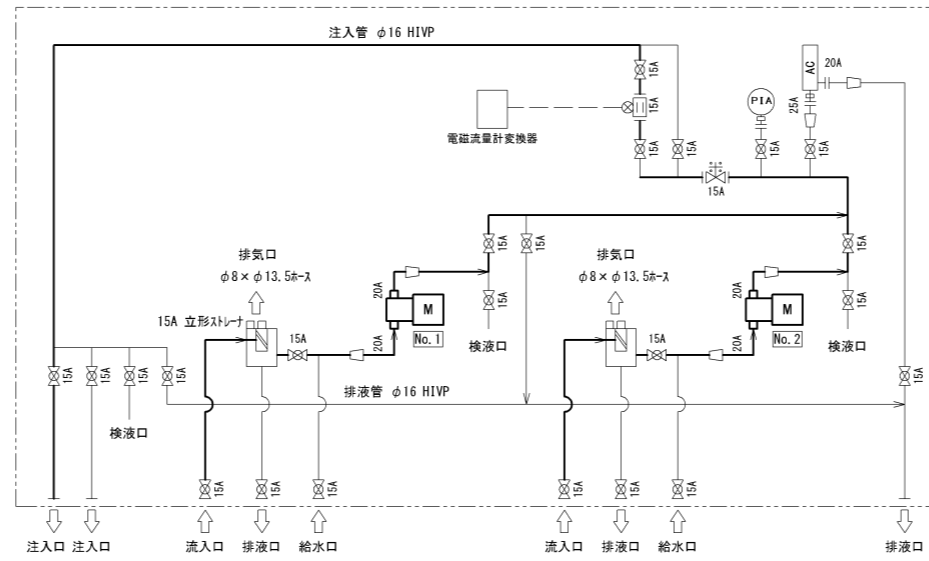 注入管 φ16 HIVP
15A
15A
15A
15A
電磁流量計変換器
PIA
15A
AC
20A
25A
15A
15A
排気口
φ8×φ13.5ホース
15A 立形ストレーナ
15A
20A
20A
M
No.1
15A
15A
検液口
15A
排気口
φ8×φ13.5ホース
15A
20A
20A
M
No.2
15A
15A
検液口
15A
15A
15A
15A
検液口
排液管 φ16 HIVP
15A
15A
15A
15A
15A
15A
15A
注入口 注入口 流入口 排液口 給水口 流入口 排液口 給水口 排液口